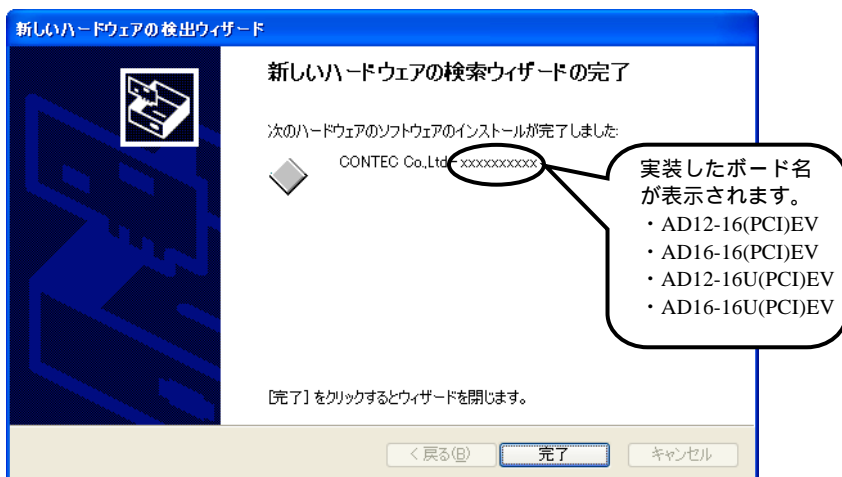 新しいハードウェアの検出ウィザード
新しいハードウェアの検索ウィザードの完了
次のハードウェアのソフトウェアのインストールが完了しました:
CONTEC Co.,Ltd. xxxxxxxxxx
実装したボード名
が表示されます。
・AD12-16(PCI)EV
・AD16-16(PCI)EV
・AD12-16U(PCI)EV
・AD16-16U(PCI)EV
[完了] をクリックするとウィザードを閉じます。
< 戻る(B)
完了
キャンセル